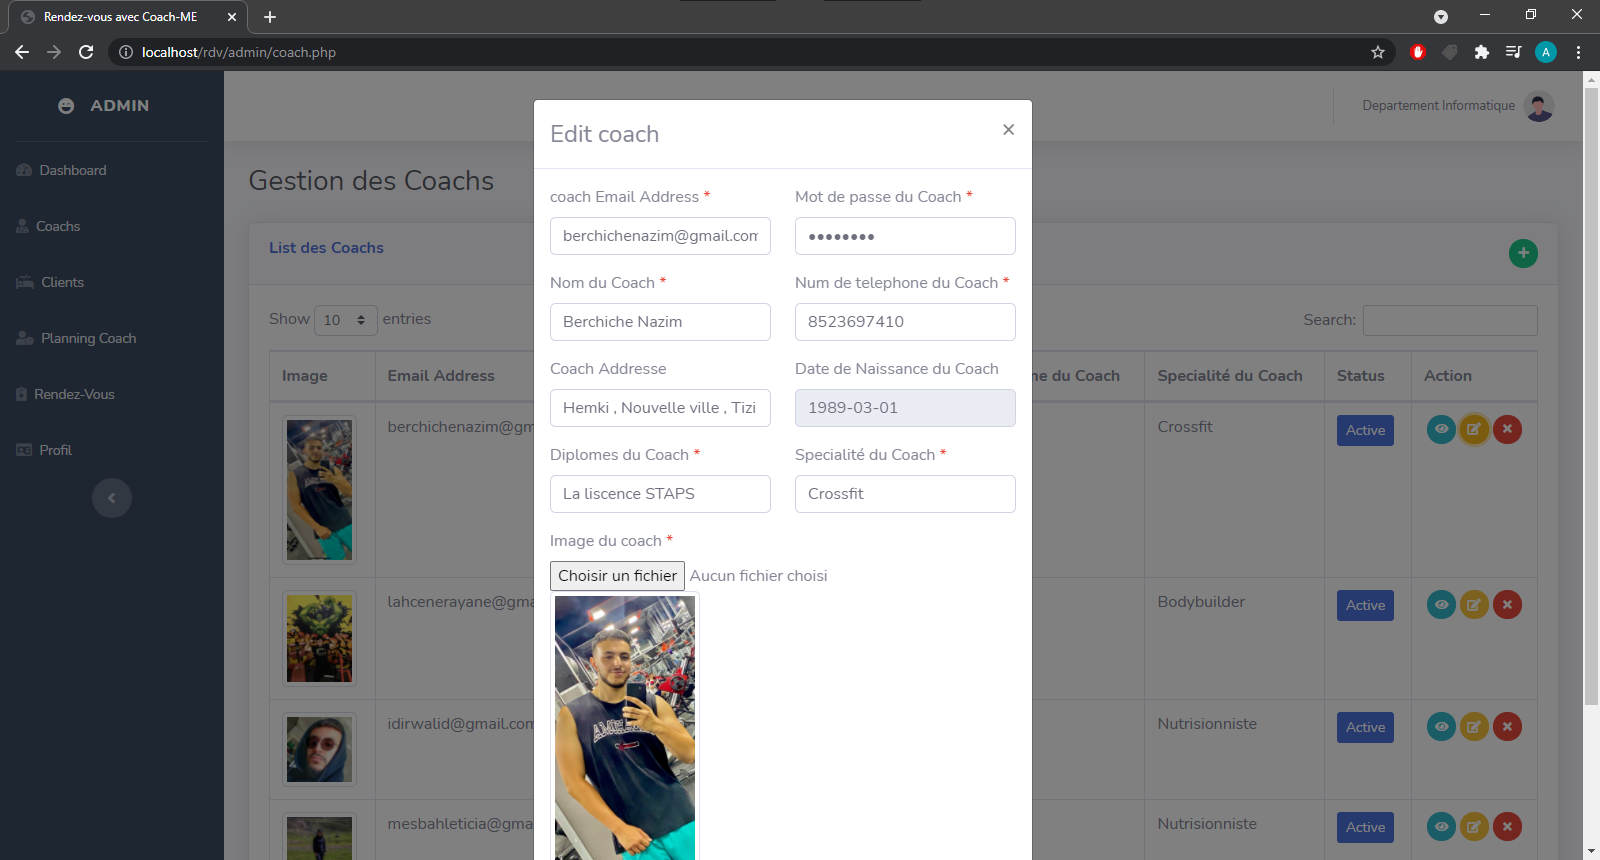 Rendez-vous avec Coach-ME
localhost/rdv/admin/coach.php
A
ADMIN
Dashboard
Coachs
Clients
Planning Coach
Rendez-Vous
Profil
Departement Informatique
Gestion des Coachs
List des Coachs
Show 10 entries
Search:
Image Email Address ne du Coach Specialité du Coach Status Action
berchichenazim@gm Crossfit Active
lahcenerayane@gma Bodybuilder Active
idirwalid@gmail.com Nutrisionniste Active
mesbahleticia@gma Nutrisionniste Active
Edit coach
coach Email Address * Mot de passe du Coach *
berchichenazim@gmail.com ••••••••
Nom du Coach * Num de telephone du Coach *
Berchiche Nazim 8523697410
Coach Addresse Date de Naissance du Coach
Hemki , Nouvelle ville , Tizi 1989-03-01
Diplomes du Coach * Specialité du Coach *
La liscence STAPS Crossfit
Image du coach *
Choisir un fichier Aucun fichier choisi